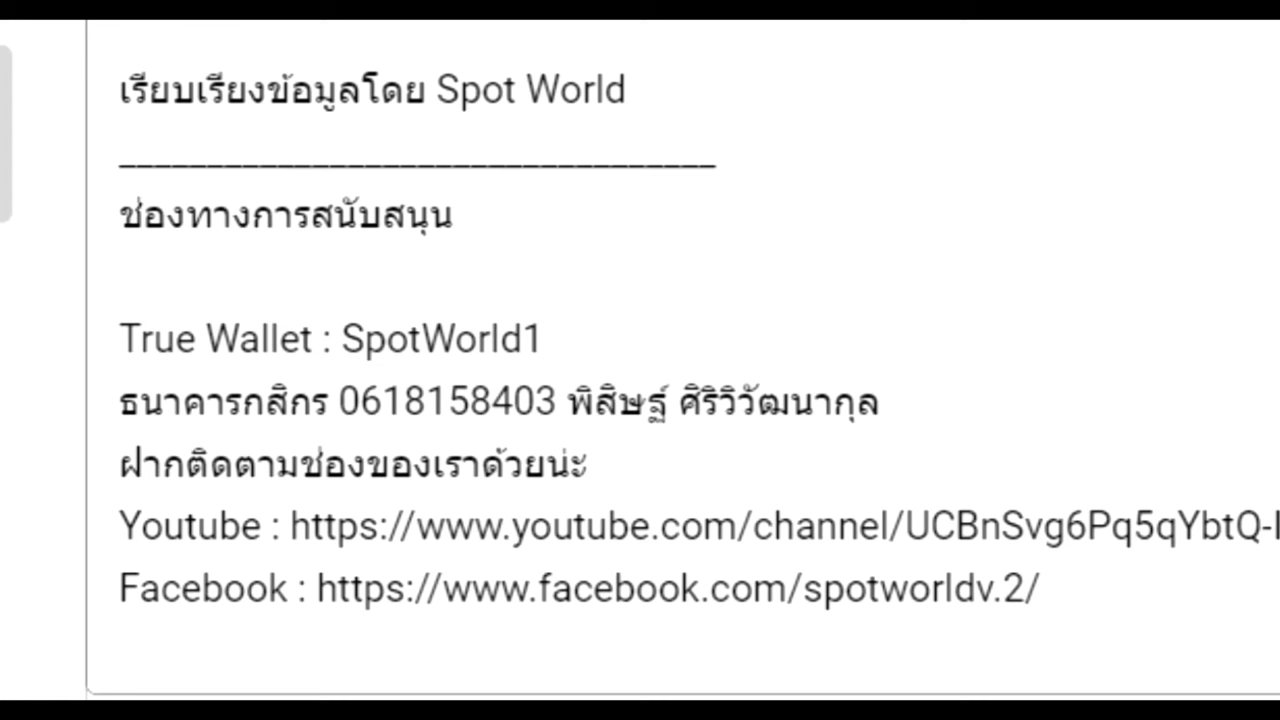 เรียบเรียงข้อมูลโดย Spot World
__________________________________
ช่องทางการสนับสนุน
True Wallet : SpotWorld1
ธนาคารกสิกร 0618158403 พิสิษฐ์ ศิริวิวัฒนากุล
ฝากติดตามช่องของเราด้วยน่ะ
Youtube : https://www.youtube.com/channel/UCBnSvg6Pq5qYbtQ-
Facebook : https://www.facebook.com/spotworldv.2/